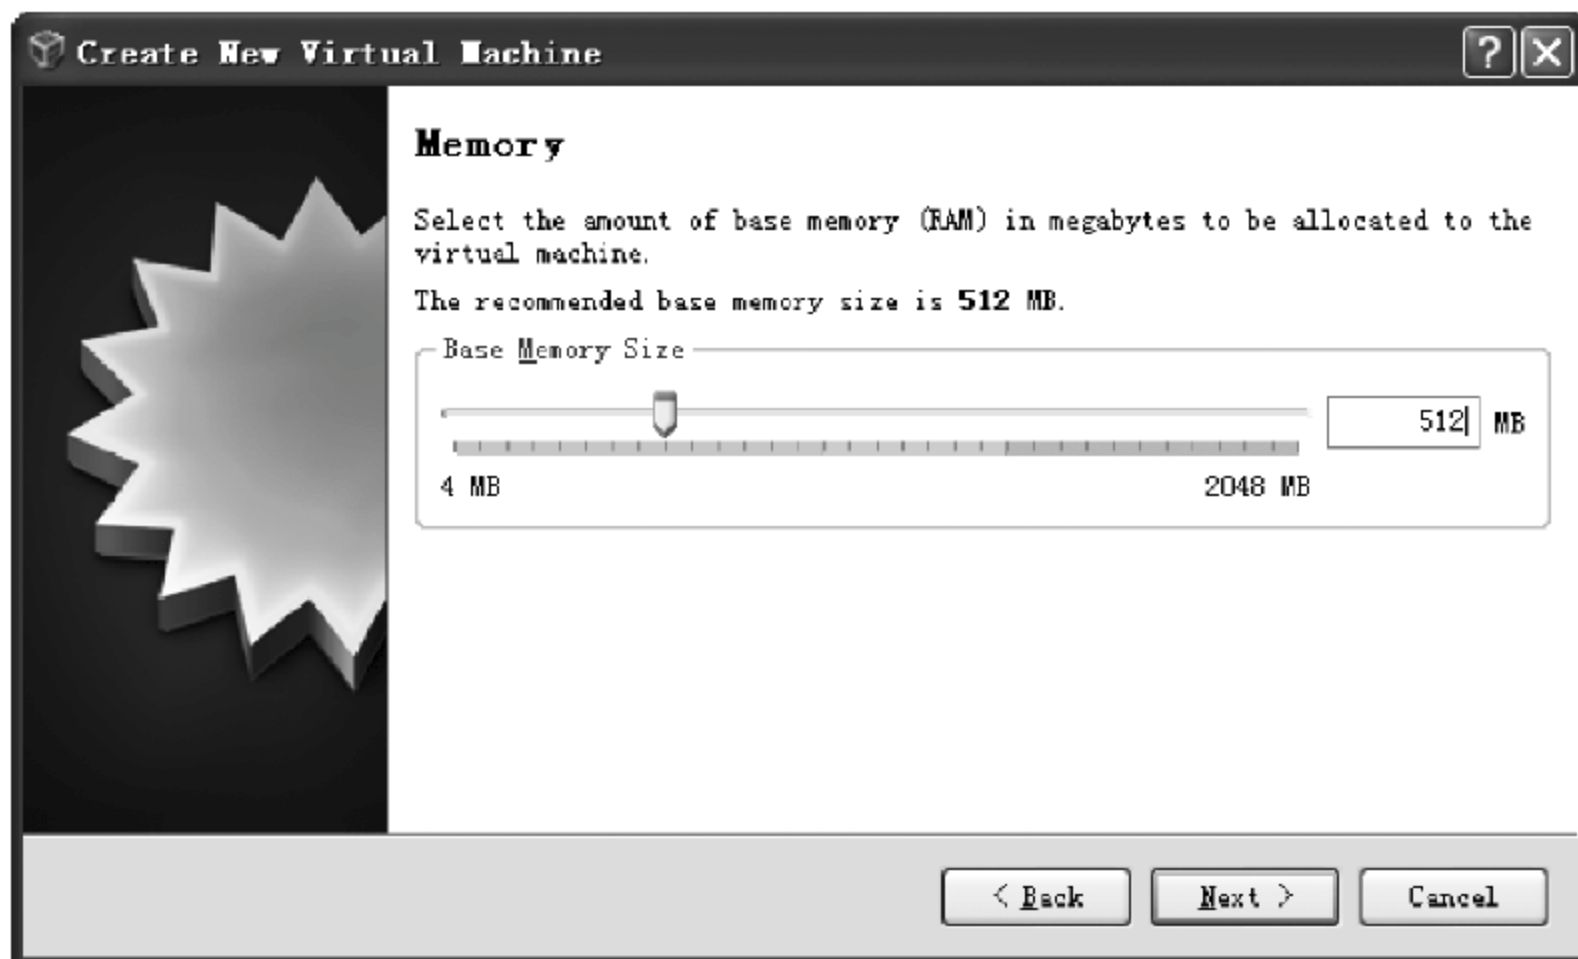 Create New Virtual Machine
?
Memory
Select the amount of base memory (RAM) in megabytes to be allocated to the
virtual machine.
The recommended base memory size is 512 MB.
Base Memory Size
512 MB
4 MB 2048 MB
< Back Next > Cancel